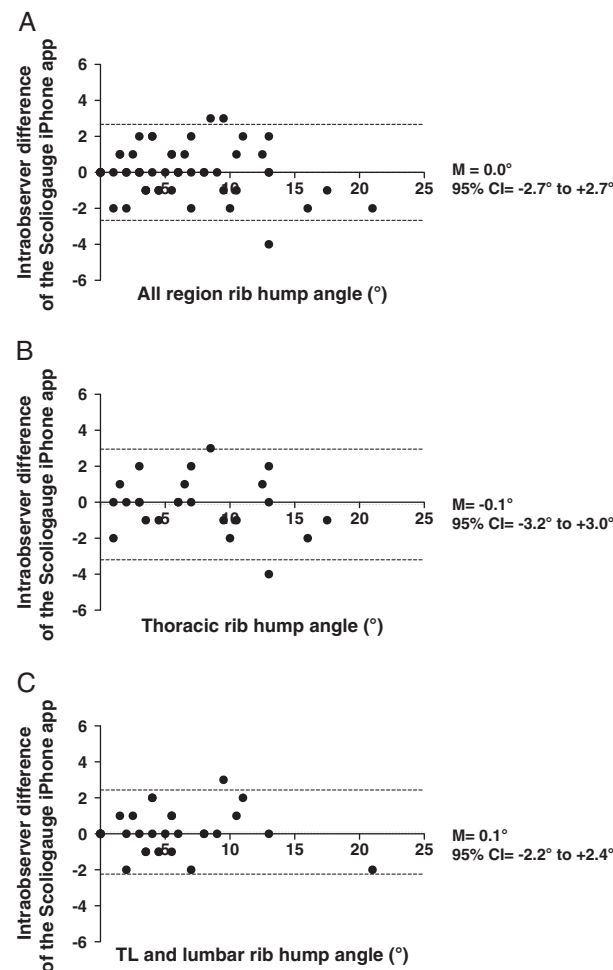 A
Intraobserver difference
of the Scoliogauge iPhone app
6
4
2
0
-2
-4
-6
5
10
15
20
25
All region rib hump angle (°)
M = 0.0°
95% CI= -2.7° to +2.7°
B
Intraobserver difference
of the Scoliogauge iPhone app
6
4
2
0
-2
-4
-6
5
10
15
20
25
Thoracic rib hump angle (°)
M= -0.1°
95% CI= -3.2° to +3.0°
C
Intraobserver difference
of the Scoliogauge iPhone app
6
4
2
0
-2
-4
-6
5
10
15
20
25
TL and lumbar rib hump angle (°)
M= 0.1°
95% CI= -2.2° to +2.4°